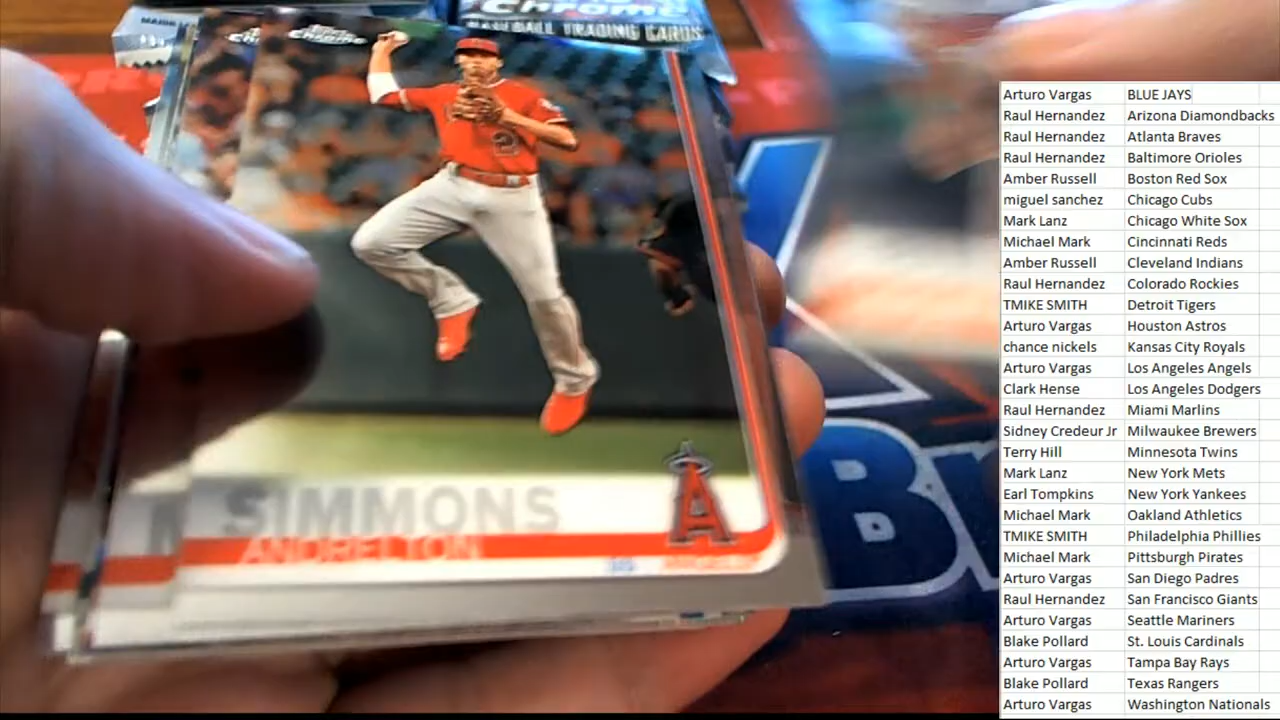 Chrome
BASEBALL TRADING CARDS
Chrome
2
SIMMONS
ANDRELTON
SS
A
B
Arturo Vargas BLUE JAYS
Raul Hernandez Arizona Diamondbacks
Raul Hernandez Atlanta Braves
Raul Hernandez Baltimore Orioles
Amber Russell Boston Red Sox
miguel sanchez Chicago Cubs
Mark Lanz Chicago White Sox
Michael Mark Cincinnati Reds
Amber Russell Cleveland Indians
Raul Hernandez Colorado Rockies
TMIKE SMITH Detroit Tigers
Arturo Vargas Houston Astros
chance nickels Kansas City Royals
Arturo Vargas Los Angeles Angels
Clark Hense Los Angeles Dodgers
Raul Hernandez Miami Marlins
Sidney Credeur Jr Milwaukee Brewers
Terry Hill Minnesota Twins
Mark Lanz New York Mets
Earl Tompkins New York Yankees
Michael Mark Oakland Athletics
TMIKE SMITH Philadelphia Phillies
Michael Mark Pittsburgh Pirates
Arturo Vargas San Diego Padres
Raul Hernandez San Francisco Giants
Arturo Vargas Seattle Mariners
Blake Pollard St. Louis Cardinals
Arturo Vargas Tampa Bay Rays
Blake Pollard Texas Rangers
Arturo Vargas Washington Nationals